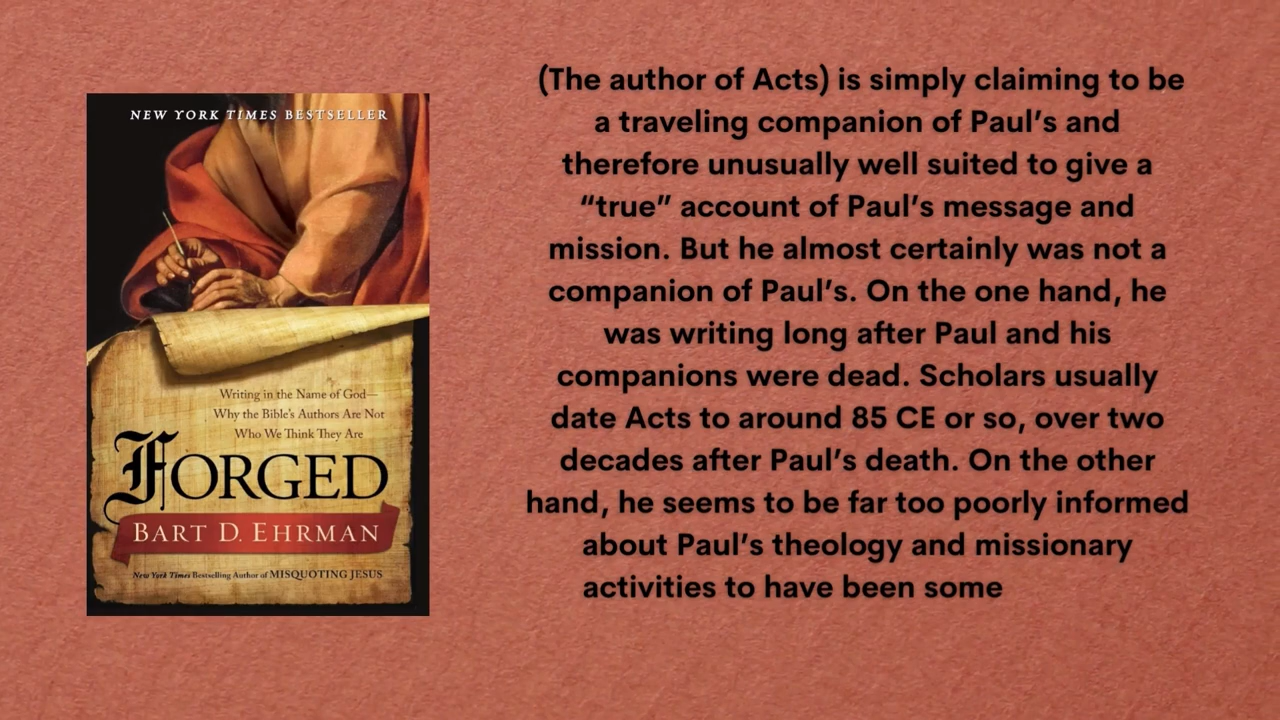 NEW YORK TIMES BESTSELLER
Writing in the Name of God—
Why the Bible's Authors Are Not
Who We Think They Are
FORGED
BART D. EHRMAN
New York Times Bestselling Author of MISQUOTING JESUS
(The author of Acts) is simply claiming to be
a traveling companion of Paul’s and
therefore unusually well suited to give a
“true” account of Paul’s message and
mission. But he almost certainly was not a
companion of Paul’s. On the one hand, he
was writing long after Paul and his
companions were dead. Scholars usually
date Acts to around 85 CE or so, over two
decades after Paul’s death. On the other
hand, he seems to be far too poorly informed
about Paul’s theology and missionary
activities to have been some